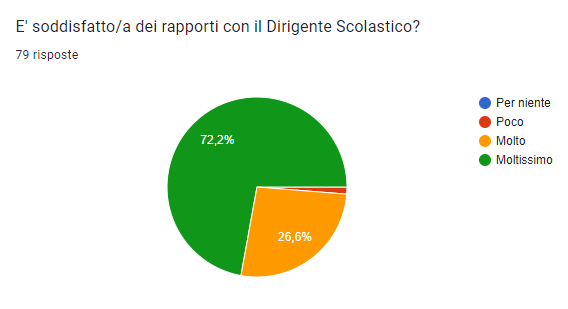 E' soddisfatto/a dei rapporti con il Dirigente Scolastico?
79 risposte
Per niente
Poco
Molto
Moltissimo
72,2%
26,6%